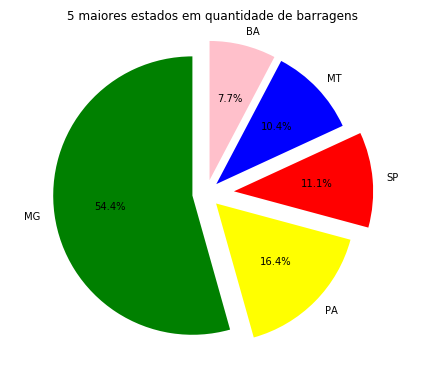 5 maiores estados em quantidade de barragens
BA
MT
7.7%
10.4%
SP
11.1%
MG
54.4%
16.4%
PA